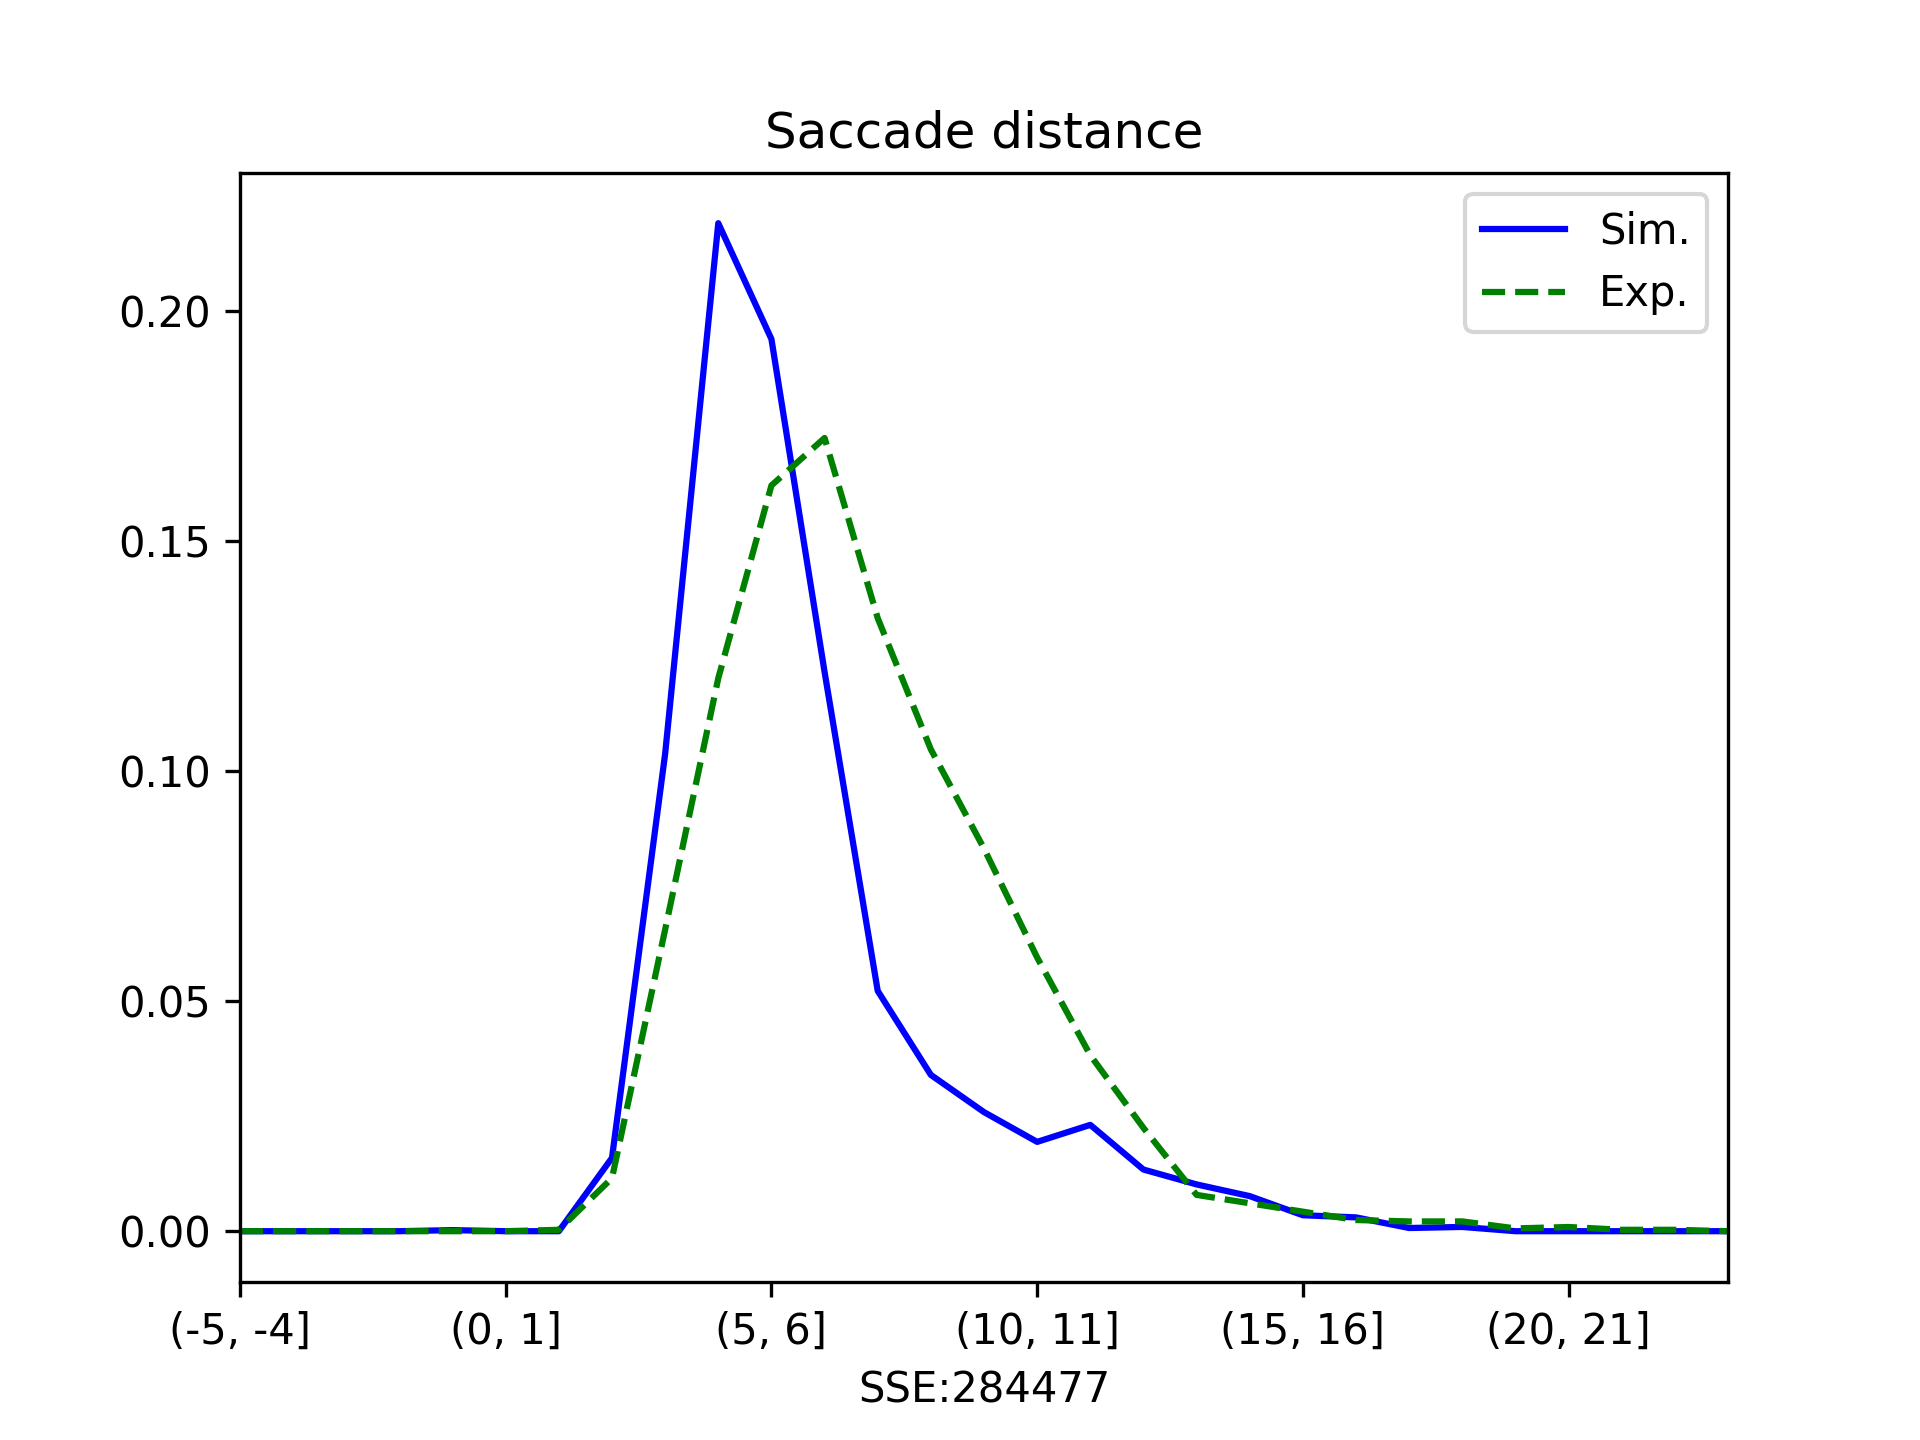 Saccade distance
Sim.
Exp.
0.20
0.15
0.10
0.05
0.00
(-5, -4]
(0, 1]
(5, 6]
(10, 11]
(15, 16]
(20, 21]
SSE:284477